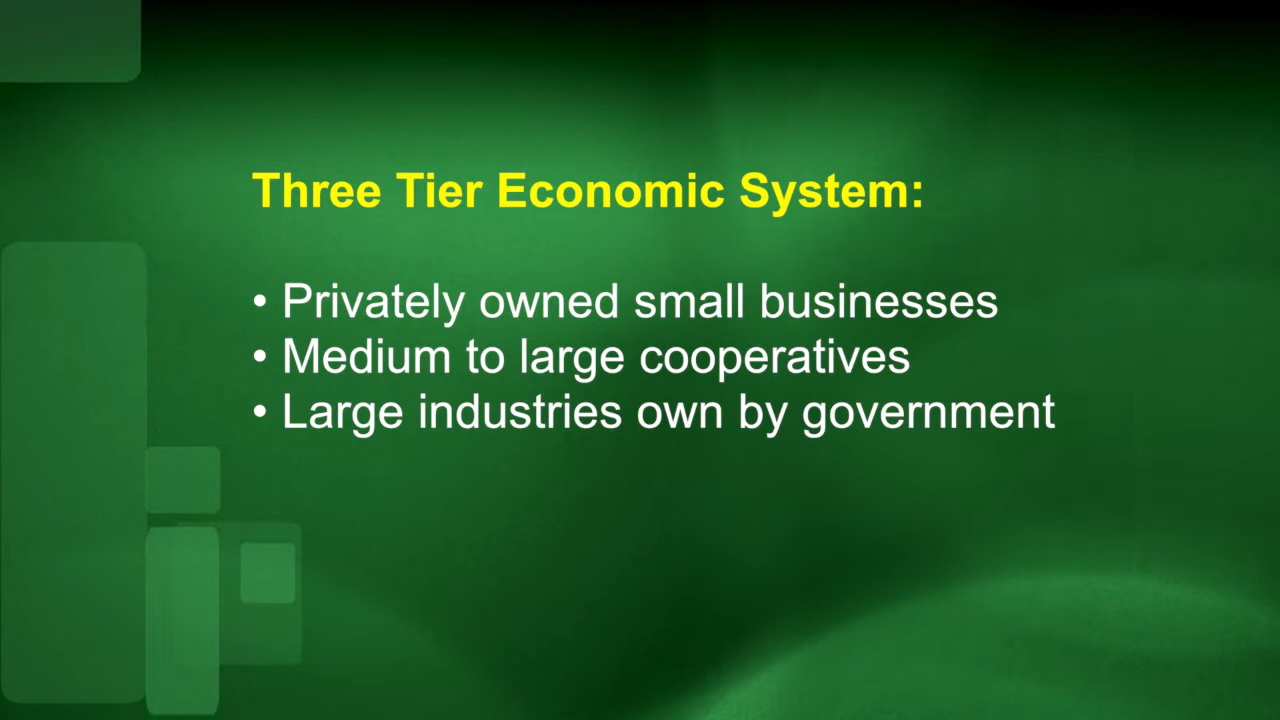 Three Tier Economic System:
• Privately owned small businesses
• Medium to large cooperatives
• Large industries own by government